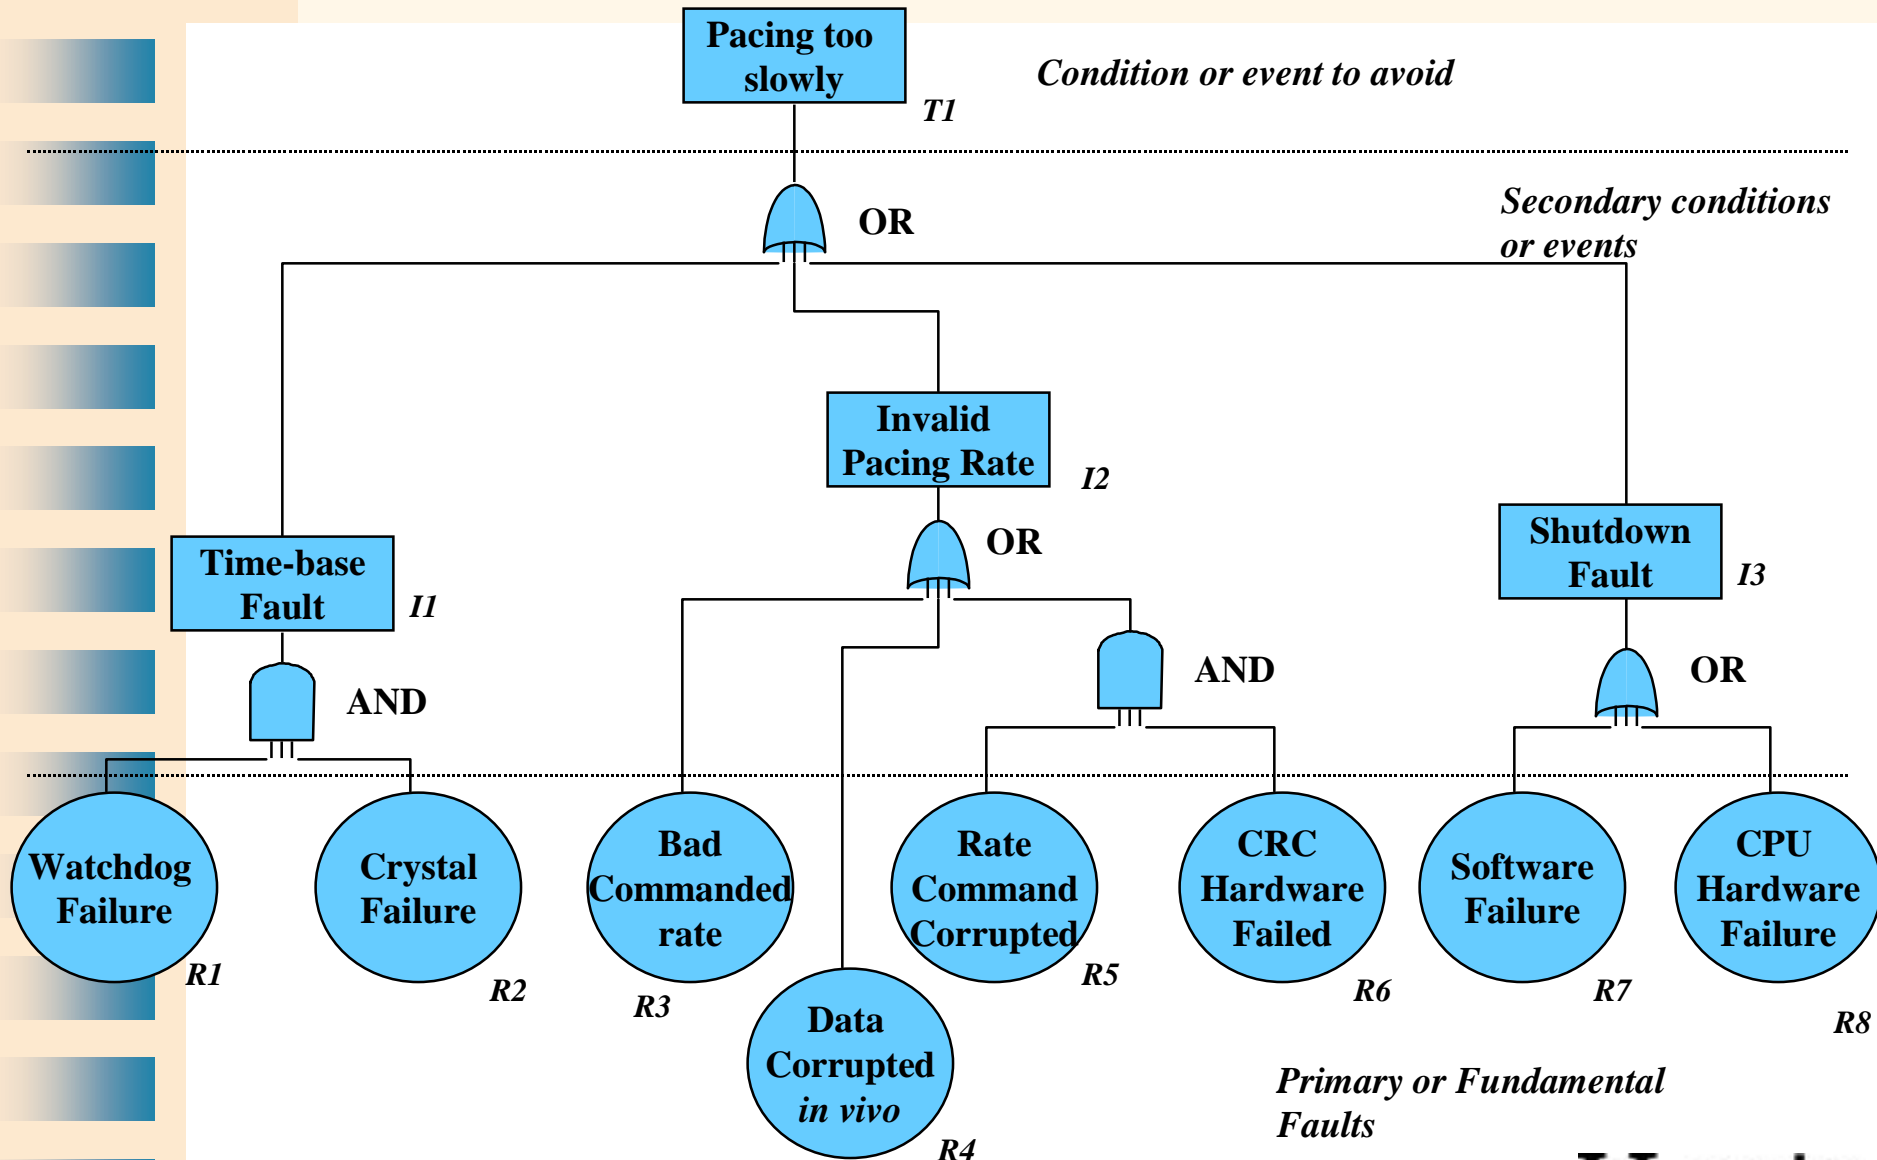 Pacing too
slowly
T1
Condition or event to avoid
OR
Secondary conditions
or events
Invalid
Pacing Rate
I2
Shutdown
Fault
I3
Time-base
Fault
I1
OR
AND
AND
OR
Watchdog
Failure
R1
Crystal
Failure
R2
Bad
Commanded
rate
R3
Data
Corrupted
in vivo
R4
Rate
Command
Corrupted
R5
CRC
Hardware
Failed
R6
Software
Failure
R7
CPU
Hardware
Failure
R8
Primary or Fundamental
Faults